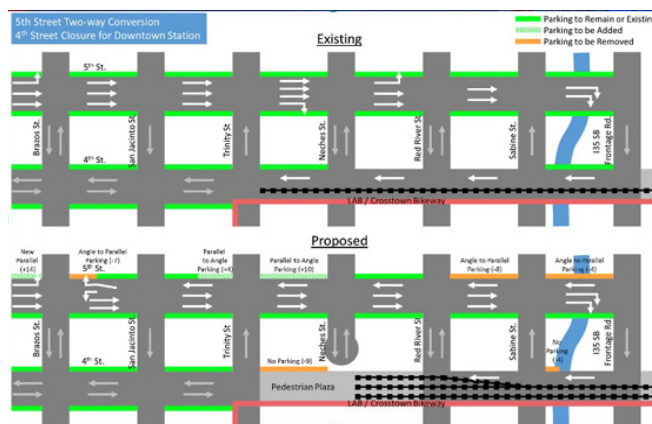 5th Street Two-way Conversion
4th Street Closure for Downtown Station
Parking to Remain or Existing
Parking to be Added
Parking to be Removed
Existing
5th St.
Brazos St.
San Jacinto St.
Trinity St
Neches St.
Red River St.
Sabine St.
I35 SB
Frontage Rd.
4th St.
LAB / Crosstown Bikeway
Proposed
New
Parallel
(+14)
Angle to Parallel
Parking (-7)
Parallel
to Angle
Parking (+4)
Parallel to Angle
Parking (+10)
Angle to Parallel
Parking (-8)
Angle to Parallel
Parking (-4)
5th St.
Brazos St.
San Jacinto St.
Trinity St
Neches St.
Red River St.
Sabine St.
I35 SB
Frontage Rd.
No Parking (-9)
No
Parking
(-4)
4th St.
Pedestrian Plaza
LAB / Crosstown Bikeway